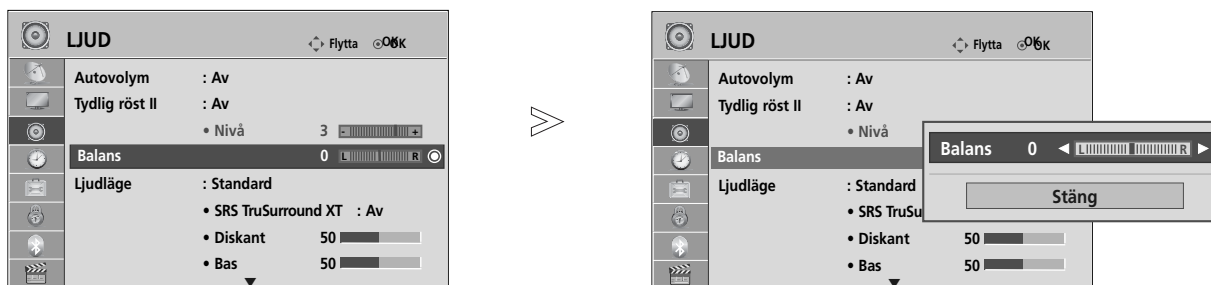 LJUD
Flytta OK
Autovolym : Av
Tydlig röst II : Av
• Nivå 3 - +
Balans 0 L R
Ljudläge : Standard
• SRS TruSurround XT : Av
• Diskant 50
• Bas 50
LJUD
Flytta OK
Autovolym : Av
Tydlig röst II : Av
• Nivå
Balans
Ljudläge : Standard
• SRS TruSu
• Diskant 50
• Bas 50
Balans 0 L R
Stäng